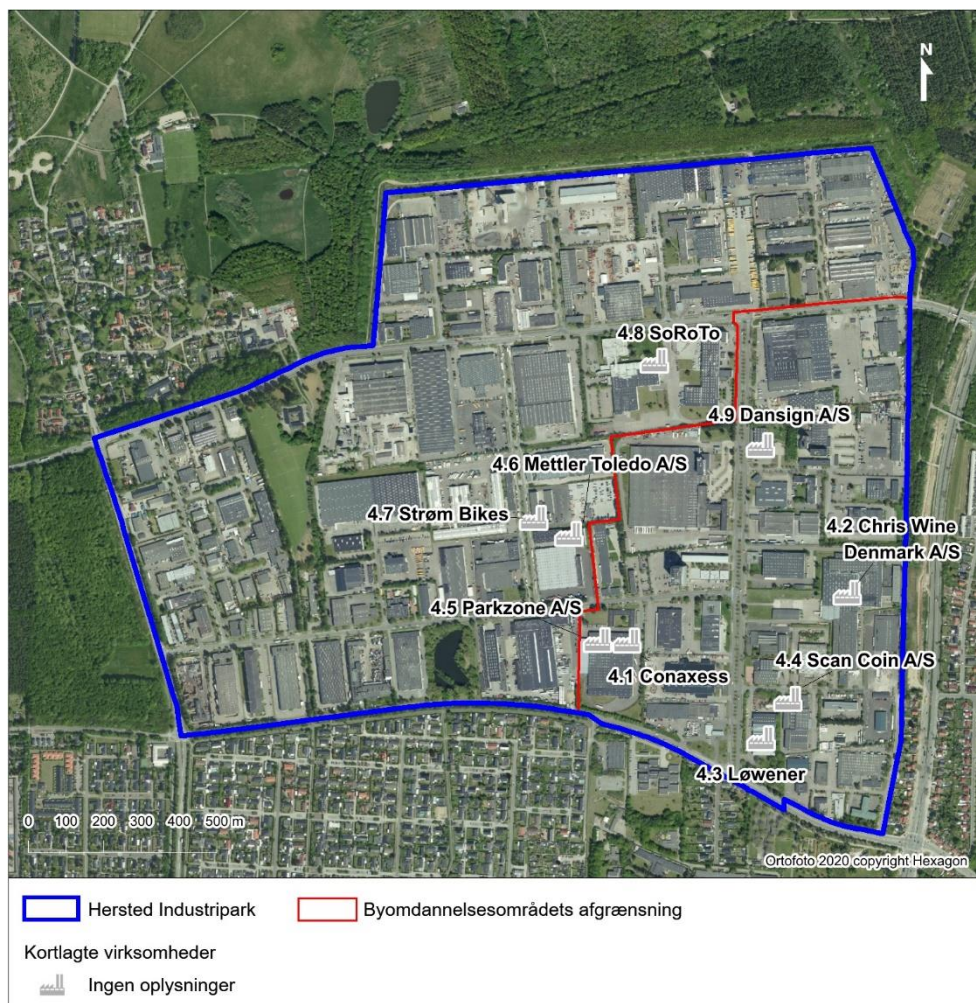 N
4.8 SoRoTo
4.9 Dansign A/S
4.6 Mettler Toledo A/S
4.7 Strøm Bikes
4.2 Chris Wine
Denmark A/S
4.5 Parkzone A/S
4.4 Scan Coin A/S
4.1 Conaxess
4.3 Løwener
0 100 200 300 400 500 m
Ortofoto 2020 copyright Hexagon
Hersted Industripark
Byomdannelsesområdets afgrænsning
Kortlagte virksomheder
Ingen oplysninger